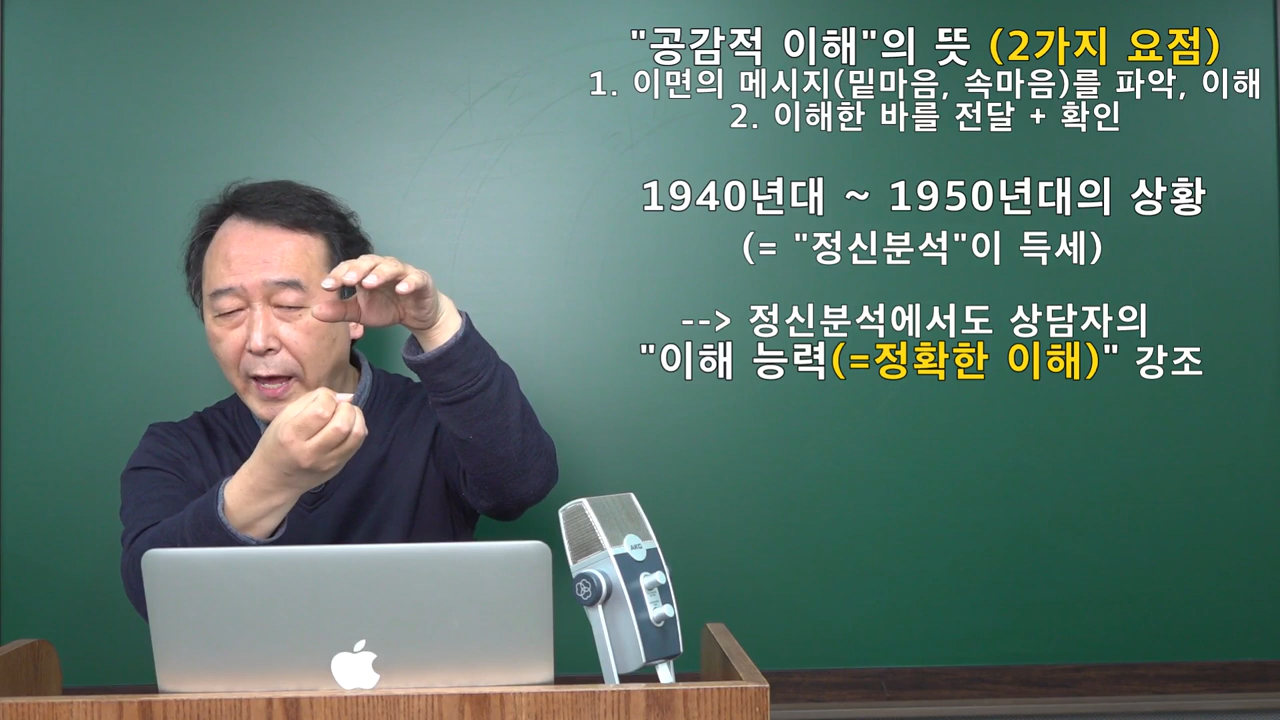 "공감적 이해"의 뜻 (2가지 요점)
1. 이면의 메시지(밑마음, 속마음)를 파악, 이해
2. 이해한 바를 전달 + 확인
1940년대 ~ 1950년대의 상황
(= "정신분석"이 득세)
--> 정신분석에서도 상담자의
"이해 능력(=정확한 이해)" 강조
AKG